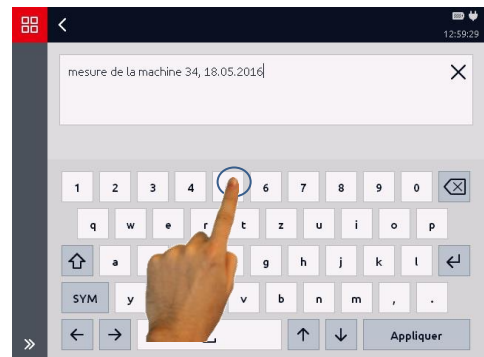 12:59:29
mesure de la machine 34, 18.05.2016
1 2 3 4 6 7 8 9 0
q w e r t z u i o p
a g h j k l
SYM y v b n m , .
Appliquer